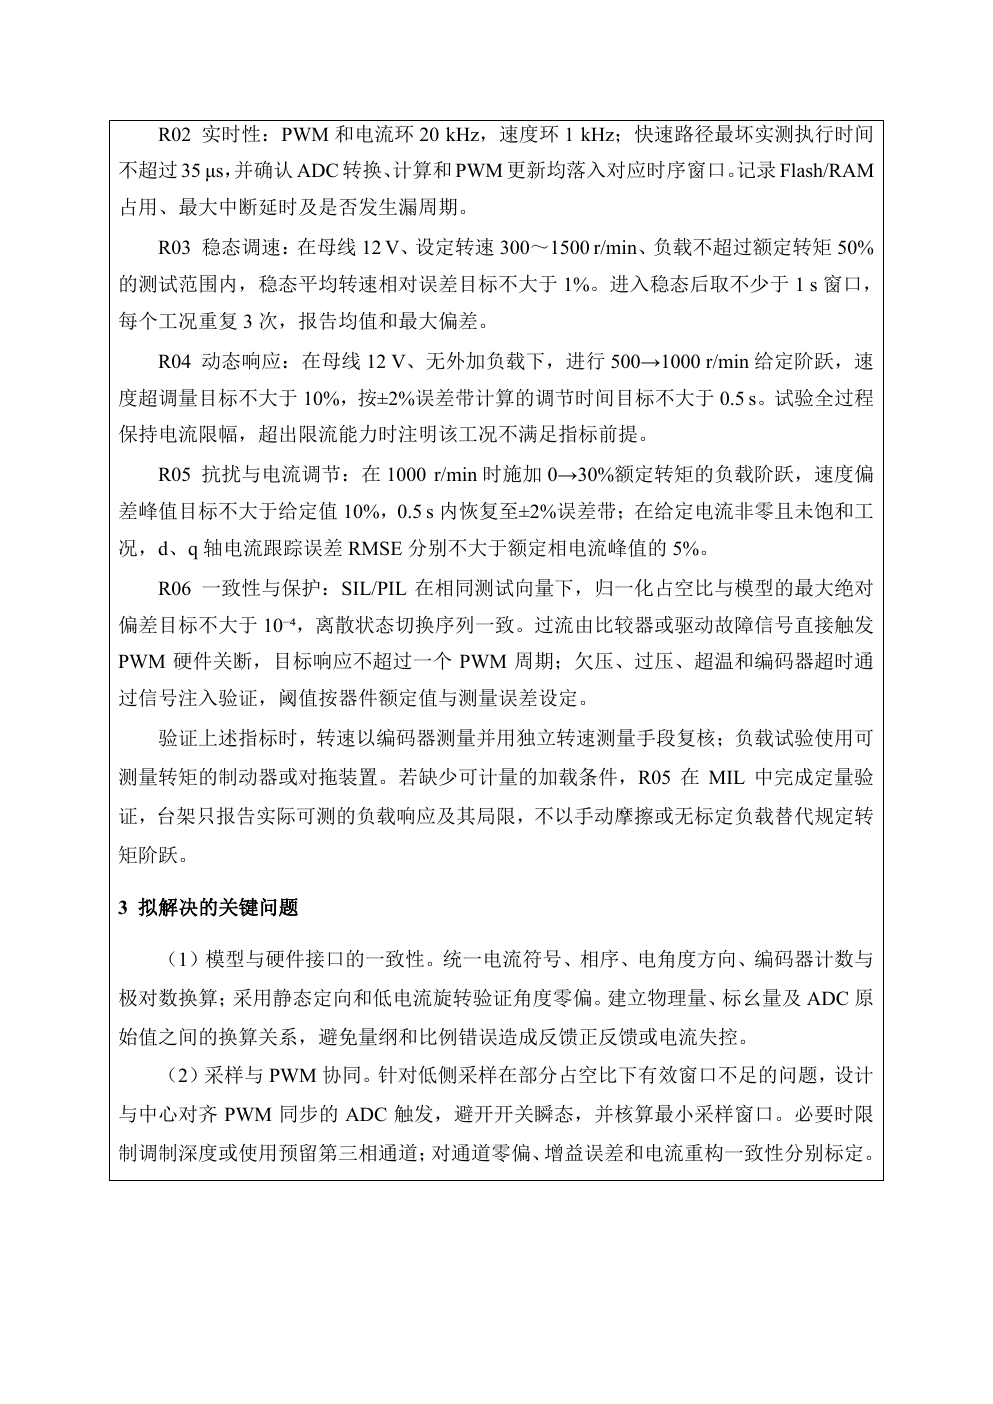 R02 实时性：PWM 和电流环 20 kHz，速度环 1 kHz；快速路径最坏实测执行时间
不超过 35 μs，并确认 ADC 转换、计算和 PWM 更新均落入对应时序窗口。记录 Flash/RAM
占用、最大中断延时及是否发生漏周期。
R03 稳态调速：在母线 12 V、设定转速 300～1500 r/min、负载不超过额定转矩 50%
的测试范围内，稳态平均转速相对误差目标不大于 1%。进入稳态后取不少于 1 s 窗口，
每个工况重复 3 次，报告均值和最大偏差。
R04 动态响应：在母线 12 V、无外加负载下，进行 500→1000 r/min 给定阶跃，速
度超调量目标不大于 10%，按±2%误差带计算的调节时间目标不大于 0.5 s。试验全过程
保持电流限幅，超出限流能力时注明该工况不满足指标前提。
R05 抗扰与电流调节：在 1000 r/min 时施加 0→30%额定转矩的负载阶跃，速度偏
差峰值目标不大于给定值 10%，0.5 s 内恢复至±2%误差带；在给定电流非零且未饱和工
况，d、q 轴电流跟踪误差 RMSE 分别不大于额定相电流峰值的 5%。
R06 一致性与保护：SIL/PIL 在相同测试向量下，归一化占空比与模型的最大绝对
偏差目标不大于 10⁻⁴，离散状态切换序列一致。过流由比较器或驱动故障信号直接触发
PWM 硬件关断，目标响应不超过一个 PWM 周期；欠压、过压、超温和编码器超时通
过信号注入验证，阈值按器件额定值与测量误差设定。
验证上述指标时，转速以编码器测量并用独立转速测量手段复核；负载试验使用可
测量转矩的制动器或对拖装置。若缺少可计量的加载条件，R05 在 MIL 中完成定量验
证，台架只报告实际可测的负载响应及其局限，不以手动摩擦或无标定负载替代规定转
矩阶跃。
3 拟解决的关键问题
（1）模型与硬件接口的一致性。统一电流符号、相序、电角度方向、编码器计数与
极对数换算；采用静态定向和低电流旋转验证角度零偏。建立物理量、标幺量及 ADC 原
始值之间的换算关系，避免量纲和比例错误造成反馈正反馈或电流失控。
（2）采样与 PWM 协同。针对低侧采样在部分占空比下有效窗口不足的问题，设计
与中心对齐 PWM 同步的 ADC 触发，避开开关瞬态，并核算最小采样窗口。必要时限
制调制深度或使用预留第三相通道；对通道零偏、增益误差和电流重构一致性分别标定。